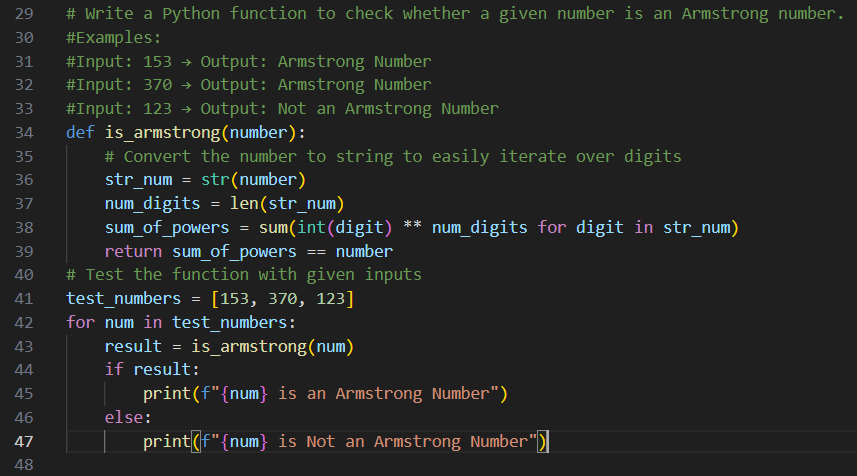 29 # Write a Python function to check whether a given number is an Armstrong number.
30 #Examples:
31 #Input: 153 → Output: Armstrong Number
32 #Input: 370 → Output: Armstrong Number
33 #Input: 123 → Output: Not an Armstrong Number
34 def is_armstrong(number):
35     # Convert the number to string to easily iterate over digits
36     str_num = str(number)
37     num_digits = len(str_num)
38     sum_of_powers = sum(int(digit) ** num_digits for digit in str_num)
39     return sum_of_powers == number
40 # Test the function with given inputs
41 test_numbers = [153, 370, 123]
42 for num in test_numbers:
43     result = is_armstrong(num)
44     if result:
45         print(f"{num} is an Armstrong Number")
46     else:
47         print(f"{num} is Not an Armstrong Number")
48